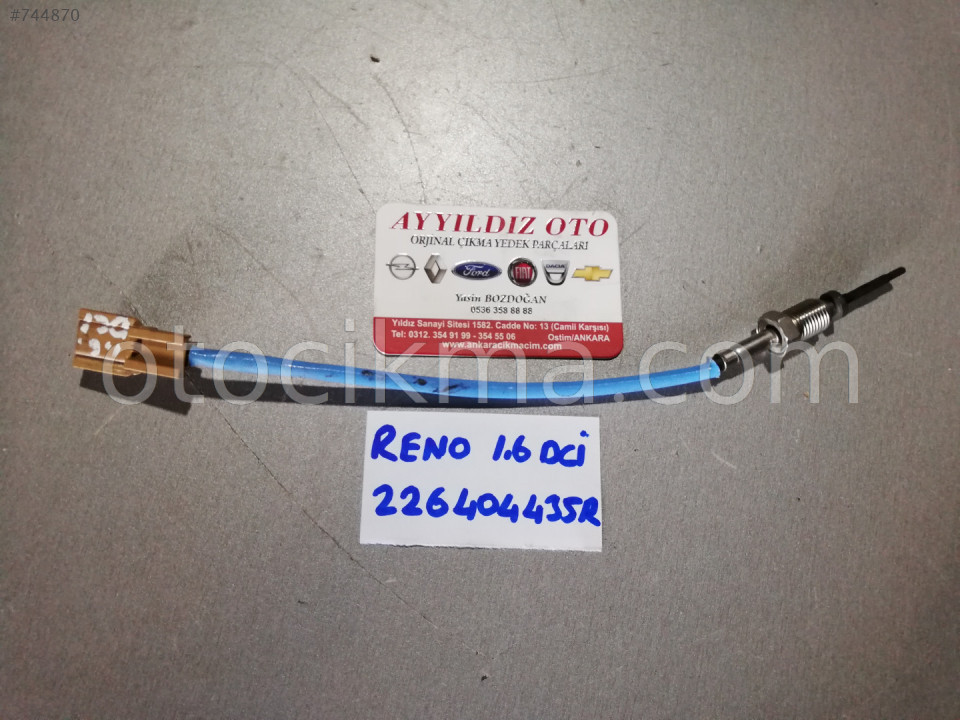 #744870
AYYILDIZ OTO
ORJİNAL ÇIKMA YEDEK PARÇALARI
Ford
FIAT
DACIA
Yasin BOZDOĞAN
0536 358 88 88
Yıldız Sanayi Sitesi 1582. Cadde No: 13 (Camii Karşısı)
Tel: 0312. 354 91 99 - 354 55 06 Ostim/ANKARA
www.ankaracikmacim.com
otocikma.com
RENO 1.6 DCİ
226404435R